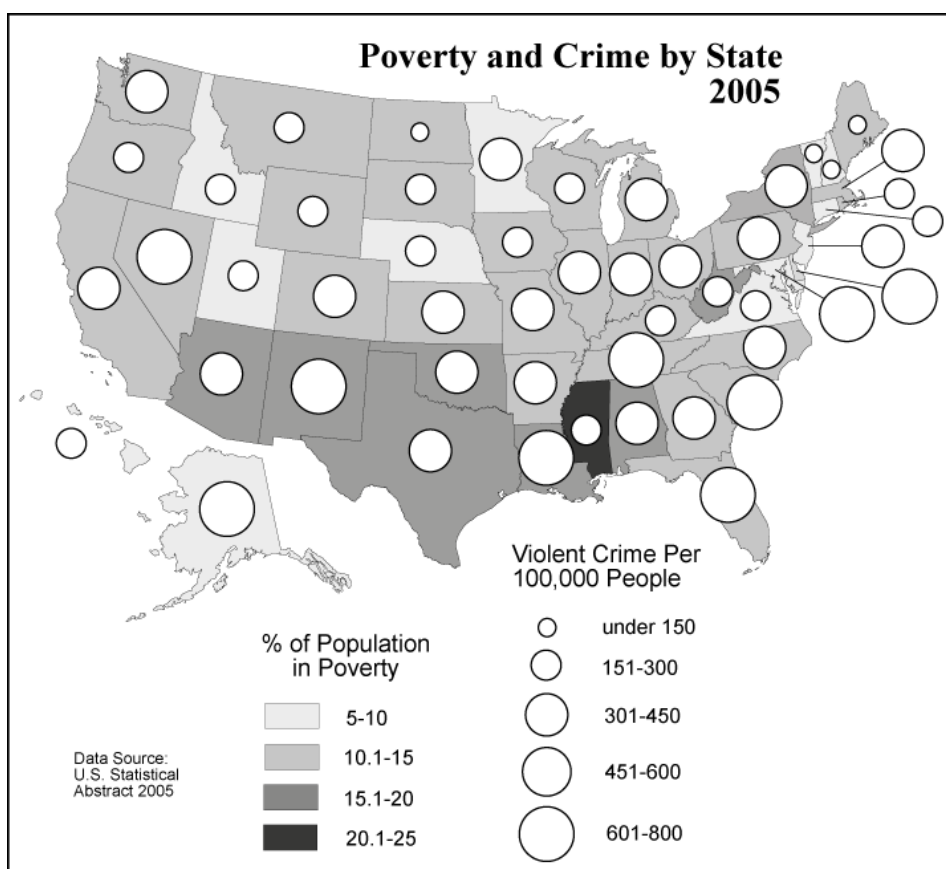 Poverty and Crime by State
2005
Violent Crime Per
100,000 People
under 150
151-300
301-450
451-600
601-800
% of Population
in Poverty
5-10
10.1-15
15.1-20
20.1-25
Data Source:
U.S. Statistical
Abstract 2005